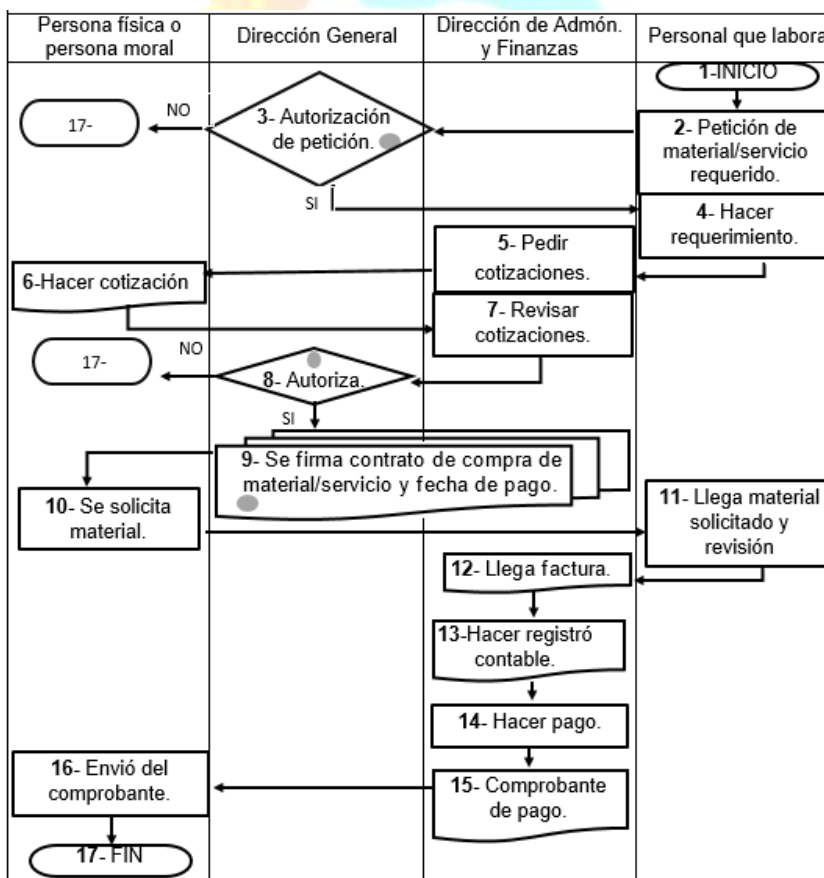 Persona física o
persona moral
Dirección General
Dirección de Admón.
y Finanzas
Personal que labora
1-INICIO
2- Petición de
material/servicio
requerido.
3- Autorización
de petición.
NO
17-
SI
4- Hacer
requerimiento.
5- Pedir
cotizaciones.
6-Hacer cotización
7- Revisar
cotizaciones.
8- Autoriza.
NO
17-
SI
9- Se firma contrato de compra de
material/servicio y fecha de pago.
10- Se solicita
material.
11- Llega material
solicitado y
revisión
12- Llega factura.
13-Hacer registró
contable.
14- Hacer pago.
15- Comprobante
de pago.
16- Envió del
comprobante.
17- FIN